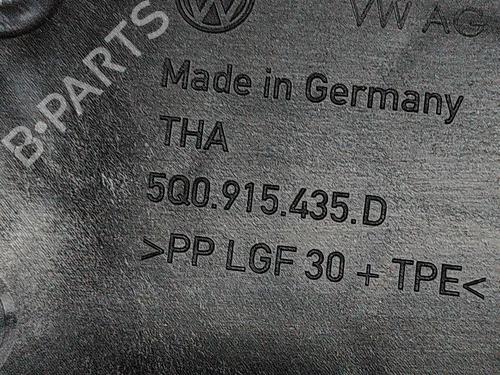 VW AG
Made in Germany
THA
5Q0.915.435.D
>PP LGF 30 + TPE<
B-PARTS